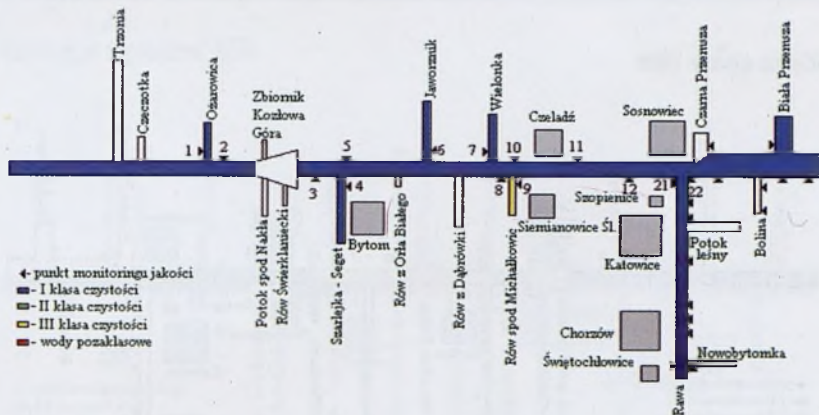 Trzonia
Czeczotka
Ożarowica
Zbiornik
Kozłowa
Góra
Jaworznik
Wielonka
Czeladź
Sosnowiec
Czarna Przemsza
Biała Przemsza
1
2
5
6
7
10
11
3
4
8
9
12
21
22
Potok spod Nakła
Rów Świerklaniecki
Szarlejka - Seget
Bytom
Rów z Orła Białego
Rów z Dąbrówki
Rów spod Michałkowic
Siemianowice Śl.
Szopienice
Katowice
Potok
leśny
Bolina
Chorzów
Świętochłowice
Nowobytomka
Rawa
- punkt monitoringu jakości
- I klasa czystości
- II klasa czystości
- III klasa czystości
- wody pozaklasowe